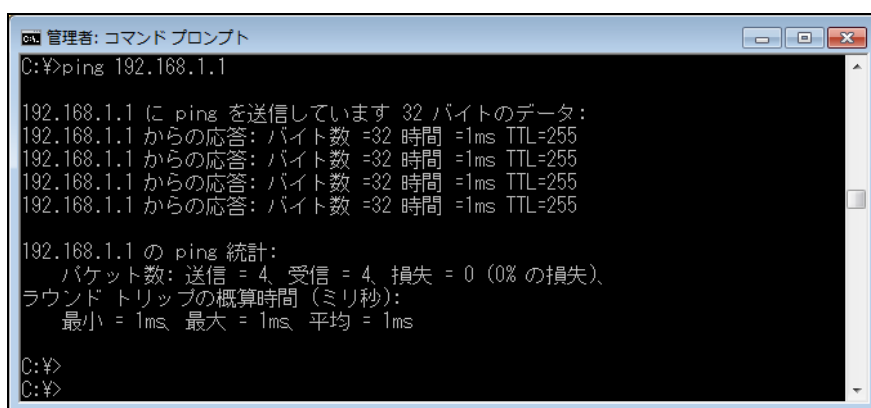 管理者: コマンド プロンプト
C:¥>ping 192.168.1.1
192.168.1.1 に ping を送信しています 32 バイトのデータ:
192.168.1.1 からの応答: バイト数 =32 時間 =1ms TTL=255
192.168.1.1 からの応答: バイト数 =32 時間 =1ms TTL=255
192.168.1.1 からの応答: バイト数 =32 時間 =1ms TTL=255
192.168.1.1 からの応答: バイト数 =32 時間 =1ms TTL=255
192.168.1.1 の ping 統計:
パケット数: 送信 = 4、受信 = 4、損失 = 0 (0% の損失)、
ラウンド トリップの概算時間 (ミリ秒):
最小 = 1ms、最大 = 1ms、平均 = 1ms
C:¥>
C:¥>